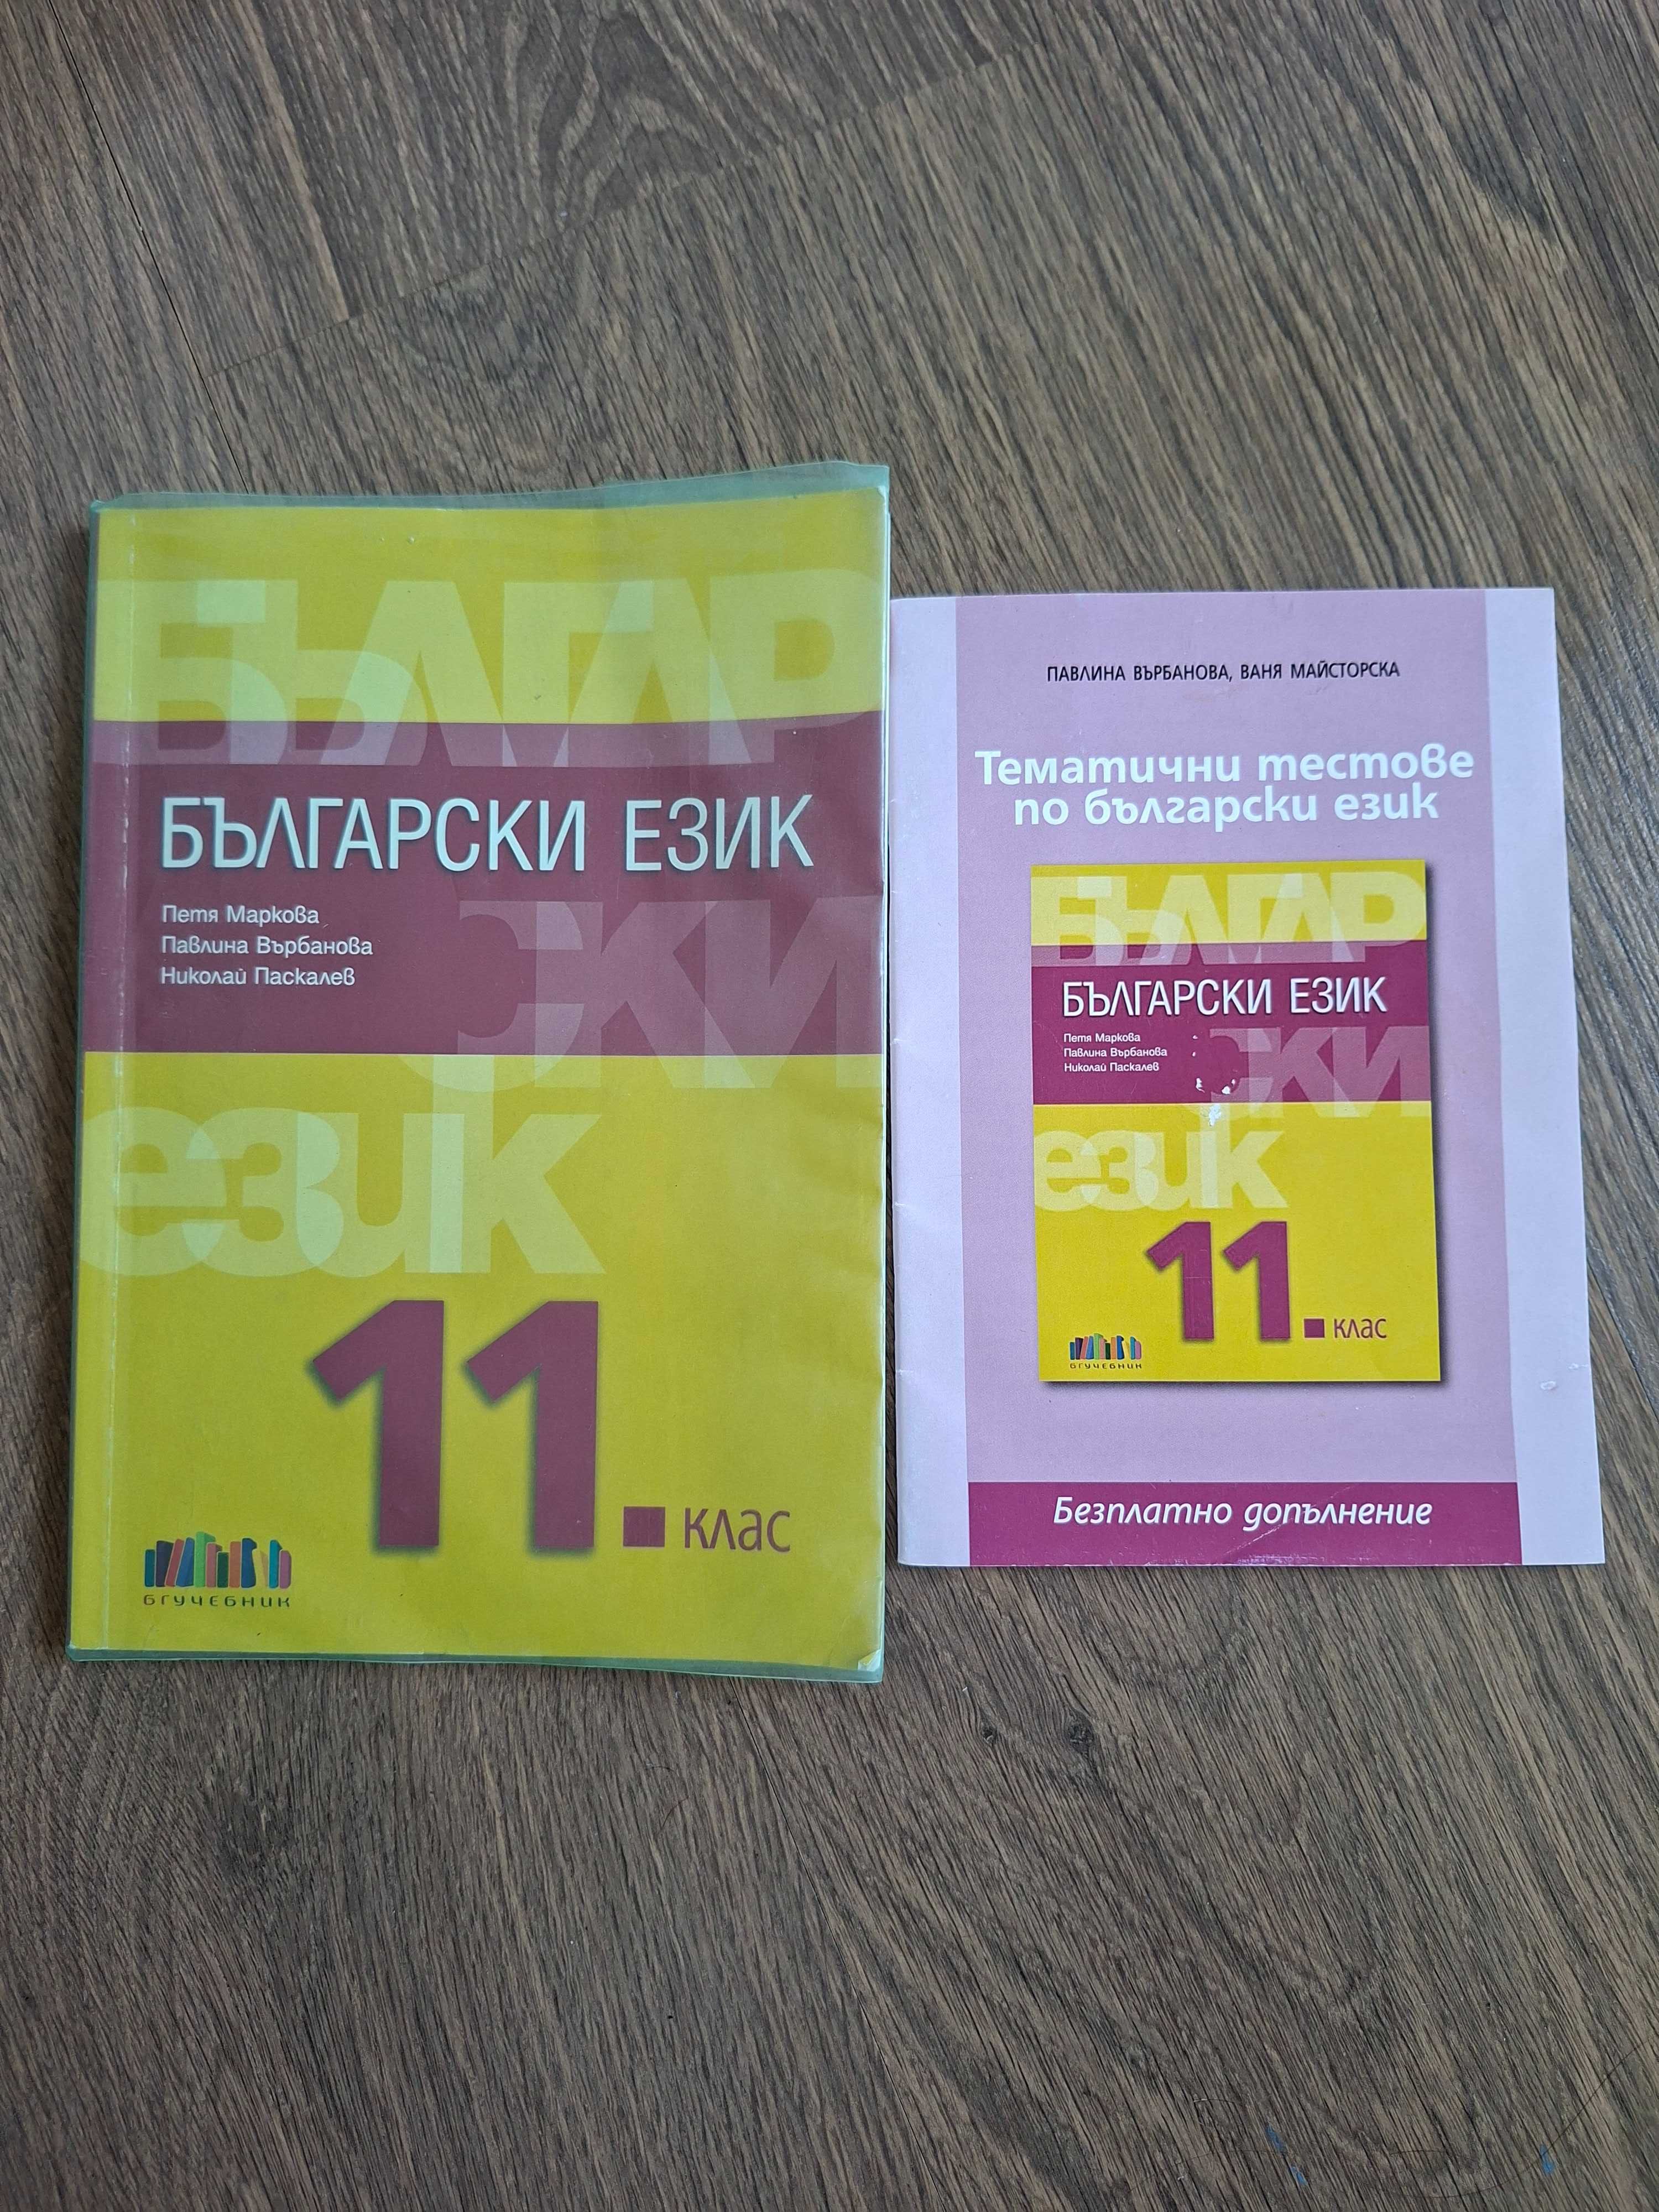 БЪЛГАР
БЪЛГАРСКИ ЕЗИК
Петя Маркова
Павлина Върбанова
Николай Паскалев
ски
език
11. клас
БГУЧЕБНИК
ПАВЛИНА ВЪРБАНОВА, ВАНЯ МАЙСТОРСКА
Тематични тестове
по български език
БЪЛГАР
БЪЛГАРСКИ ЕЗИК
Петя Маркова
Павлина Върбанова
Николай Паскалев
ски
език
11. клас
БГУЧЕБНИК
Безплатно допълнение